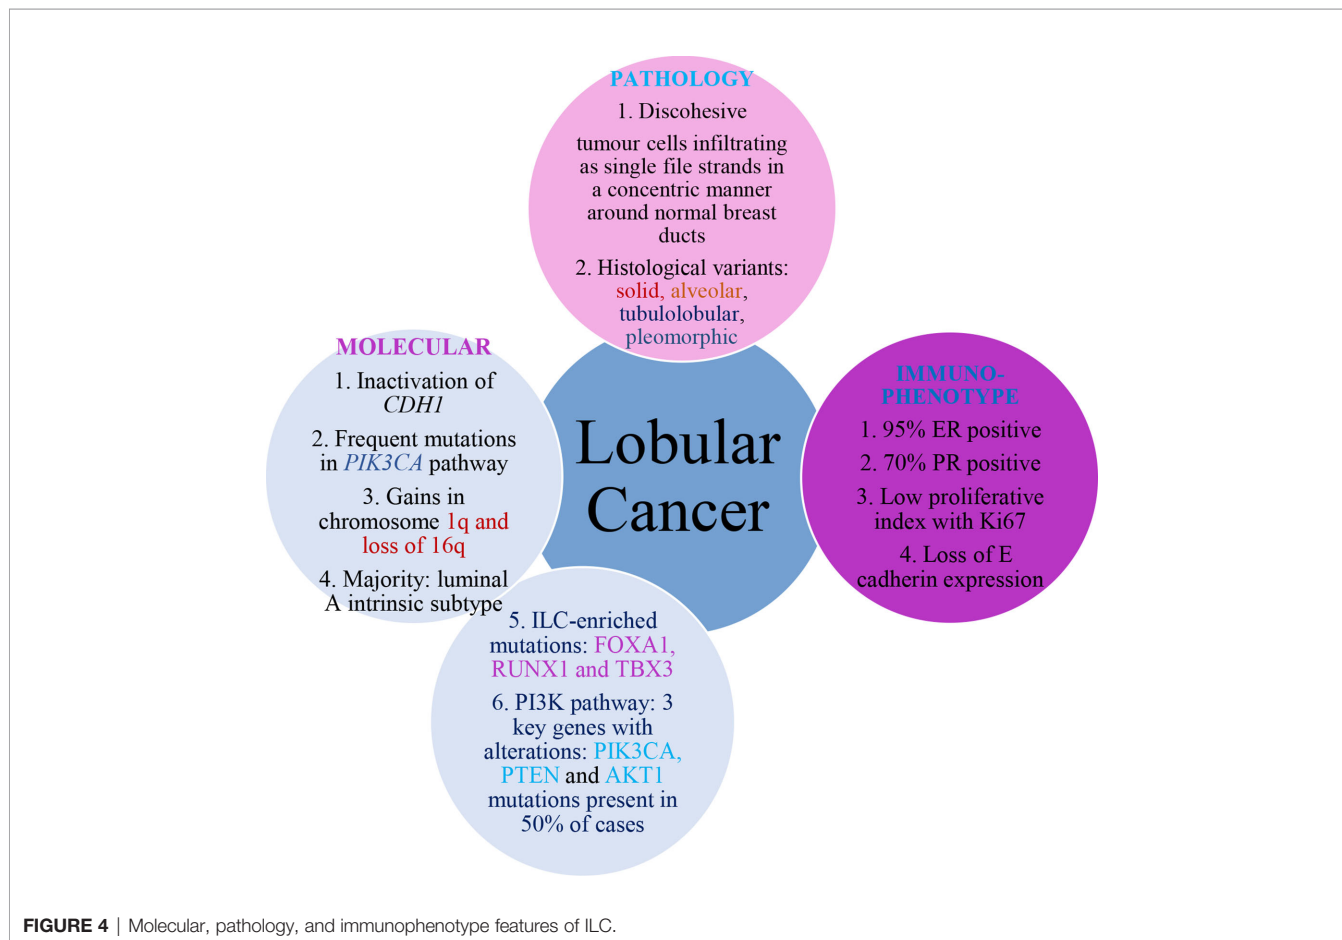 PATHOLOGY
1. Discohesive
tumour cells infiltrating
as single file strands in
a concentric manner
around normal breast
ducts
2. Histological variants:
solid, alveolar,
tubulolobular,
pleomorphic
MOLECULAR
1. Inactivation of
CDH1
2. Frequent mutations
in PIK3CA pathway
3. Gains in
chromosome 1q and
loss of 16q
4. Majority: luminal
A intrinsic subtype
Lobular
Cancer
IMMUNO-
PHENOTYPE
1. 95% ER positive
2. 70% PR positive
3. Low proliferative
index with Ki67
4. Loss of E
cadherin expression
5. ILC-enriched
mutations: FOXA1,
RUNX1 and TBX3
6. PI3K pathway: 3
key genes with
alterations: PIK3CA,
PTEN and AKT1
mutations present in
50% of cases
FIGURE 4 | Molecular, pathology, and immunophenotype features of ILC.